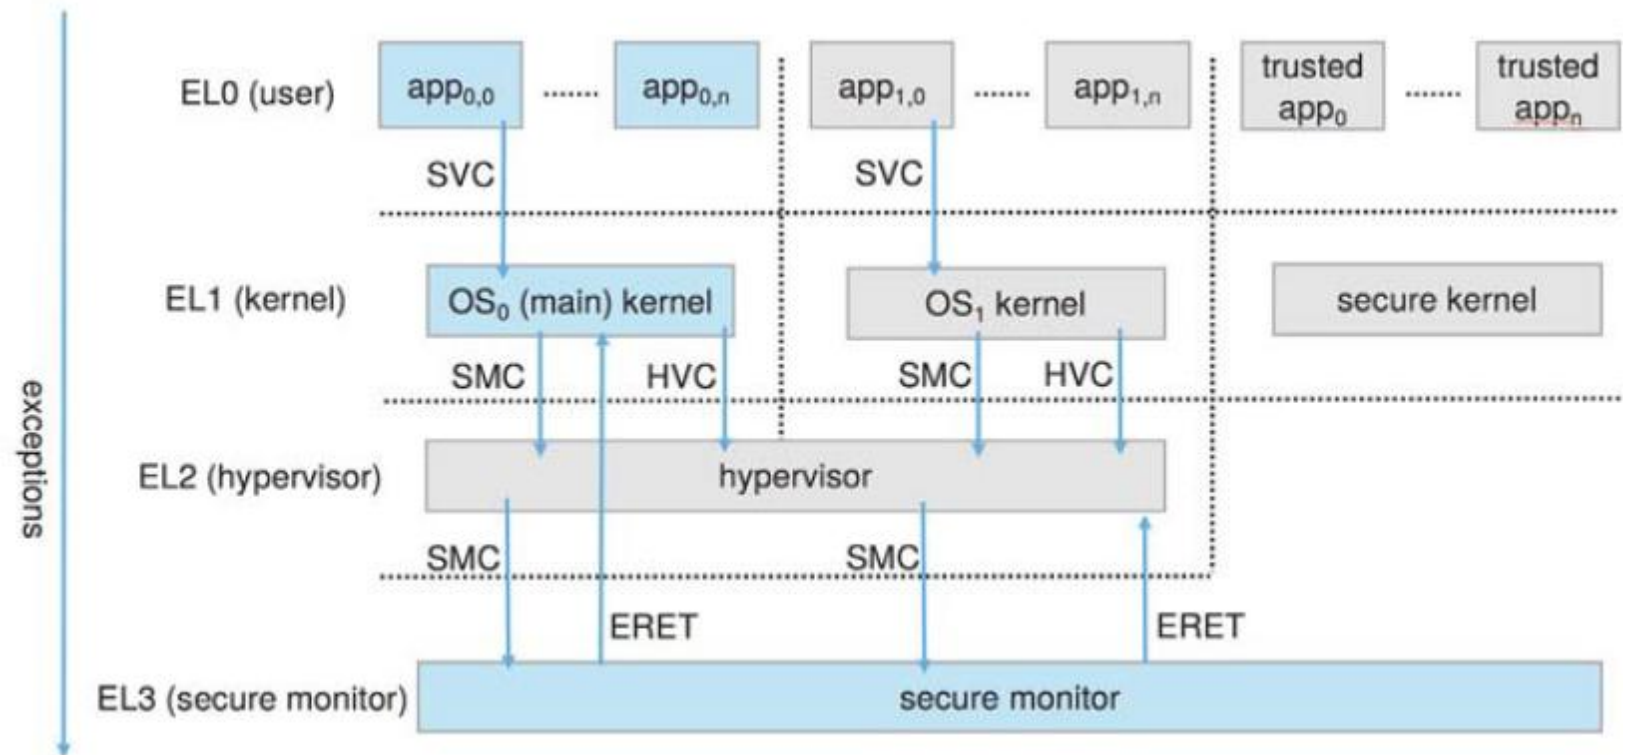 EL0 (user)
app0,0 ........ app0,n
app1,0 ........ app1,n
trusted
app0
........
trusted
appn
SVC
SVC
EL1 (kernel)
OS0 (main) kernel
OS1 kernel
secure kernel
SMC
HVC
SMC
HVC
exceptions
EL2 (hypervisor)
hypervisor
SMC
SMC
ERET
ERET
EL3 (secure monitor)
secure monitor